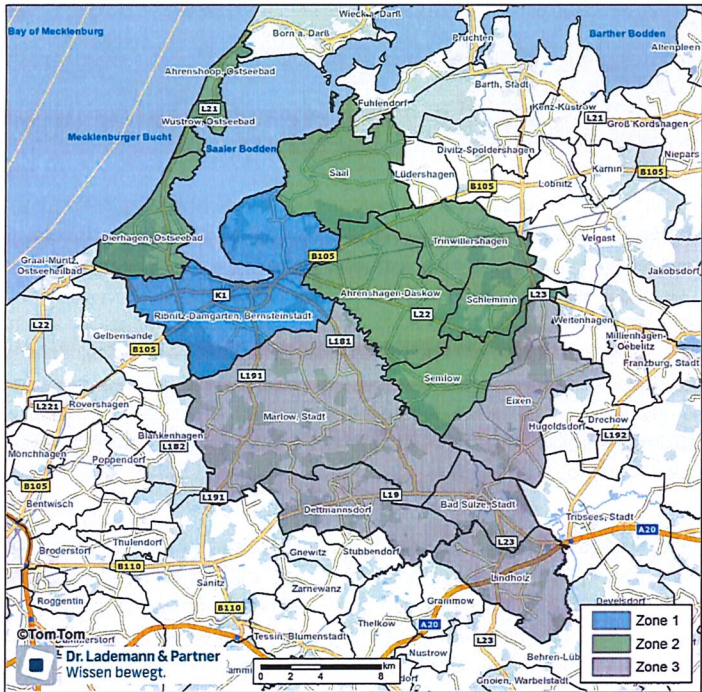 Wieck a. Darß
Bay of Mecklenburg
Born a. Darß
Pruchten
Barther Bodden
Altenpleen
Ahrenshoop, Ostseebad
Barth, Stadt
Fuhlendorf
Kenz-Küstrow
L21
Wustrow, Ostseebad
L21
Groß Kordshagen
Mecklenburger Bucht
Saaler Bodden
Divitz-Spoldershagen
Niepars
Saal
Lüdershagen
Karnin
B105
B105
Löbnitz
Dierhagen, Ostseebad
Trinwillershagen
Velgast
B105
Graal-Müritz,
Ostseeheilbad
Jakobsdorf
K1
Ahrenshagen-Daskow
Schlemmin
L23
Ribnitz-Damgarten, Bernsteinstadt
L22
Weitenhagen
L22
Gelbensande
L181
Millienhagen-
Oebelitz
B105
Franzburg, Stadt
Semlow
L191
Eixen
L221
Rövershagen
Marlow, Stadt
Drechow
Hugoldsdorf
Blankenhagen
L182
L192
Mönchhagen
Poppendorf
B105
L191
L19
Bentwisch
Dettmannsdorf
Bad Sülze, Stadt
Tribsees, Stadt
A20
Thulendorf
L23
Broderstorf
Gnewitz
Stubbendorf
B110
Lindholz
Sanitz
Zarnewanz
Roggentin
B110
Grammow
Zone 1
©TomTom
Thelkow
A20
Zone 2
Tessin, Blumenstadt
L23
Zone 3
Dr. Lademann & Partner
Wissen bewegt.
Nustrow
Behren-Lüb
km
0 2 4 8
Gnoien, Warbelstadt